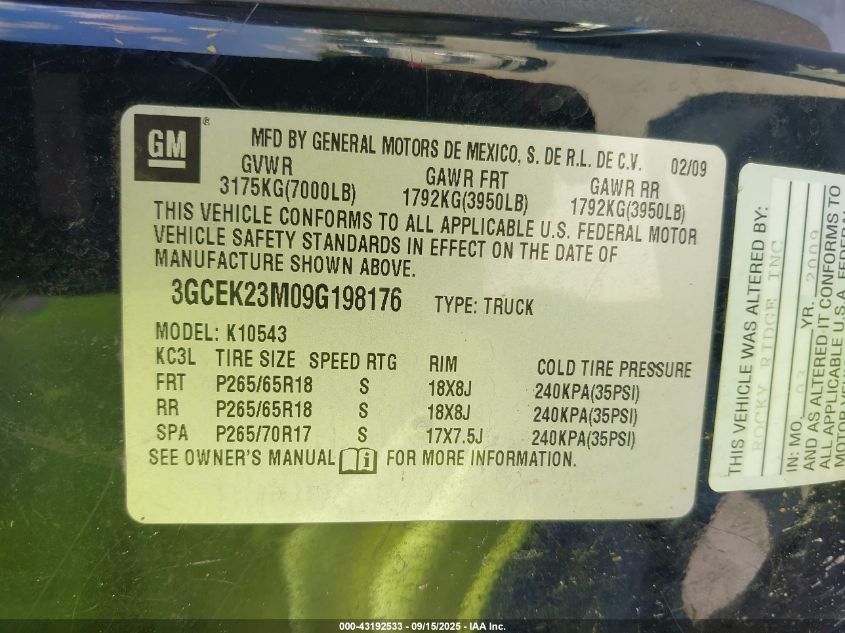 GM ®
MFD BY GENERAL MOTORS DE MEXICO, S. DE R.L. DE C.V. 02/09
GVWR GAWR FRT GAWR RR
3175KG(7000LB) 1792KG(3950LB) 1792KG(3950LB)
THIS VEHICLE CONFORMS TO ALL APPLICABLE U.S. FEDERAL MOTOR
VEHICLE SAFETY STANDARDS IN EFFECT ON THE DATE OF
MANUFACTURE SHOWN ABOVE.
3GCEK23M09G198176 TYPE: TRUCK
MODEL: K10543
KC3L TIRE SIZE SPEED RTG RIM COLD TIRE PRESSURE
FRT P265/65R18 S 18X8J 240KPA(35PSI)
RR P265/65R18 S 18X8J 240KPA(35PSI)
SPA P265/70R17 S 17X7.5J 240KPA(35PSI)
SEE OWNER'S MANUAL FOR MORE INFORMATION.
THIS VEHICLE WAS ALTERED BY:
ROCKY RIDGE INC
IN: MO. 03 YR. 2009
AND AS ALTERED IT CONFORMS TO
ALL APPLICABLE U.S.A. FEDERAL
MOTOR VEHICLE
000-43192533 - 09/15/2025 - IAA Inc.